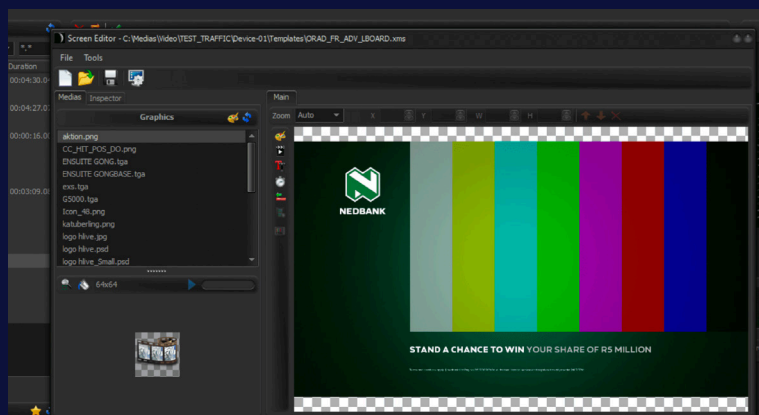 Screen Editor - C:\Medias\Video\TEST_TRAFFIC\Device-01\Templates\ORAD_FR_ADV_LBOARD.xms
File Tools
Duration
00:04:30.0
00:04:27.0
00:00:16.0
00:03:09.0
Medias Inspector
Graphics
aktion.png
CC_HIT_POS_DO.png
ENSUITE GONG.tga
ENSUITE GONGBASE.tga
exs.tga
GS000.tga
Icon_48.png
katuberling.png
logo hlive.jpg
logo hlive.psd
logo hlive_Small.psd
64x64
Main
Zoom Auto X Y W H
NEDBANK
STAND A CHANCE TO WIN YOUR SHARE OF R5 MILLION